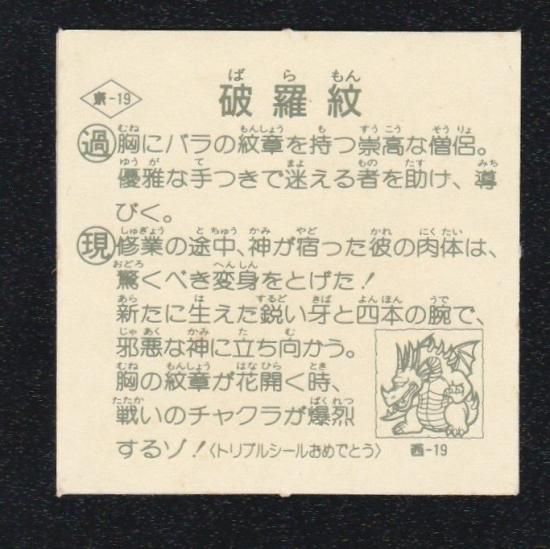 東-19
破羅紋
過 胸にバラの紋章を持つ崇高な僧侶。
優雅な手つきで迷える者を助け、導
びく。
現 修業の途中、神が宿った彼の肉体は、
驚くべき変身をとげた!
新たに生えた鋭い牙と四本の腕で、
邪悪な神に立ち向かう。
胸の紋章が花開く時、
戦いのチャクラが爆烈
するゾ!〈トリプルシールおめでとう〉
西-19